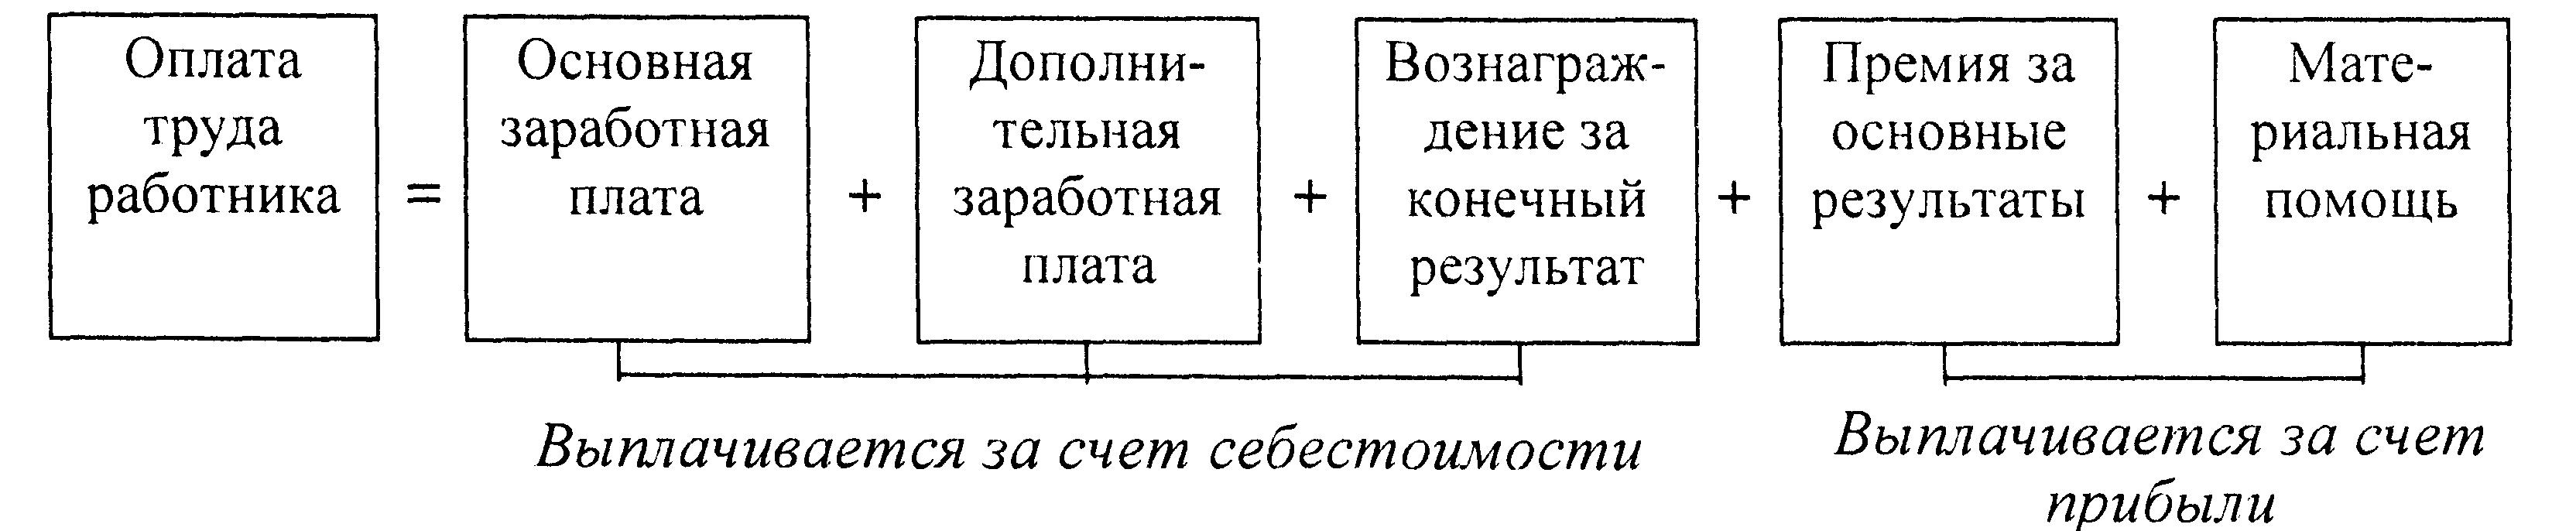 Оплата
труда
работника
=
Основная
заработная
плата
+
Дополни-
тельная
заработная
плата
+
Вознаграж-
дение за
конечный
результат
+
Премия за
основные
результаты
+
Мате-
риальная
помощь
Выплачивается за счет себестоимости
Выплачивается за счет
прибыли